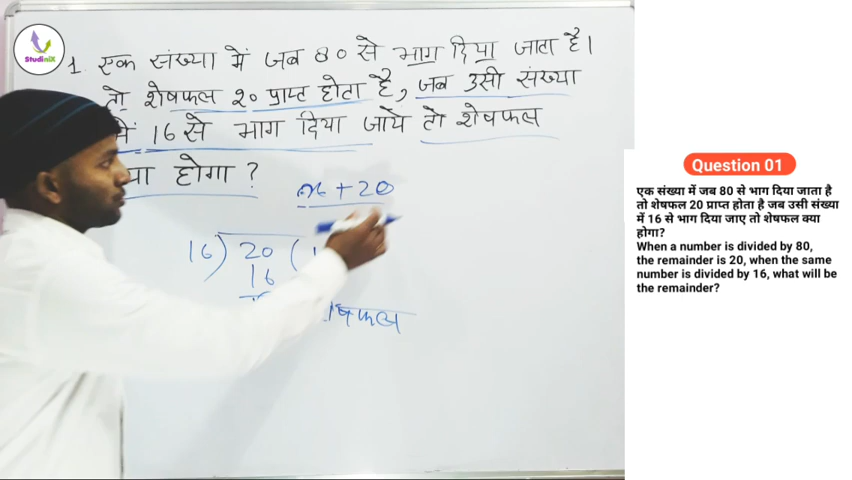 StudiniX
1. एक संख्या में जब 80 से भाग दिया जाता है।
तो शेषफल 20 प्राप्त होता है, जब उसी संख्या
में 16 से भाग दिया जाये तो शेषफल
होगा ?
+ 20
16) 20 (1
16
Question 01
एक संख्या में जब 80 से भाग दिया जाता है
तो शेषफल 20 प्राप्त होता है जब उसी संख्या
में 16 से भाग दिया जाए तो शेषफल क्या
होगा?
When a number is divided by 80,
the remainder is 20, when the same
number is divided by 16, what will be
the remainder?